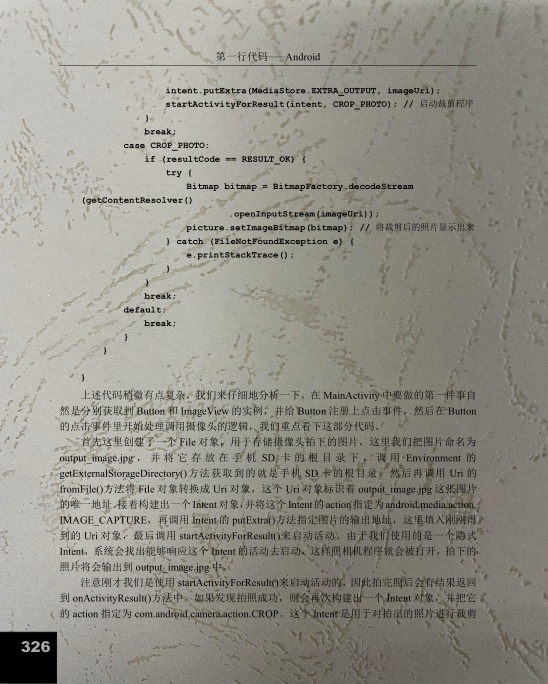 第一行代码——Android
intent.putExtra(MediaStore.EXTRA_OUTPUT, imageUri);
startActivityForResult(intent, CROP_PHOTO); // 启动裁剪程序
}
break;
case CROP_PHOTO:
if (resultCode == RESULT_OK) {
try {
Bitmap bitmap = BitmapFactory.decodeStream
(getContentResolver()
.openInputStream(imageUri));
picture.setImageBitmap(bitmap); // 将裁剪后的照片显示出来
} catch (FileNotFoundException e) {
e.printStackTrace();
}
}
break;
default:
break;
}
}
}
上述代码稍微有点复杂，我们来仔细地分析一下。在 MainActivity 中要做的第一件事自
然是分别获取到 Button 和 ImageView 的实例，并给 Button 注册上点击事件，然后在 Button
的点击事件里开始处理调用摄像头的逻辑，我们重点看下这部分代码。
首先这里创建了一个 File 对象，用于存储摄像头拍下的图片，这里我们把图片命名为
output_image.jpg，并将它存放在手机 SD 卡的根目录下，调用 Environment 的
getExternalStorageDirectory()方法获取到的就是手机 SD 卡的根目录。然后再调用 Uri 的
fromFile()方法将 File 对象转换成 Uri 对象，这个 Uri 对象标识着 output_image.jpg 这张图片
的唯一地址。接着构建出一个 Intent 对象，并将这个 Intent 的 action 指定为 android.media.action.
IMAGE_CAPTURE，再调用 Intent 的 putExtra()方法指定图片的输出地址，这里填入刚刚得
到的 Uri 对象，最后调用 startActivityForResult()来启动活动。由于我们使用的是一个隐式
Intent，系统会找出能够响应这个 Intent 的活动去启动，这样照相机程序就会被打开，拍下的
照片将会输出到 output_image.jpg 中。
注意刚才我们是使用 startActivityForResult()来启动活动的，因此拍完照后会有结果返回
到 onActivityResult()方法中。如果发现拍照成功，则会再次构建出一个 Intent 对象，并把它
的 action 指定为 com.android.camera.action.CROP。这个 Intent 是用于对拍出的照片进行裁剪
326